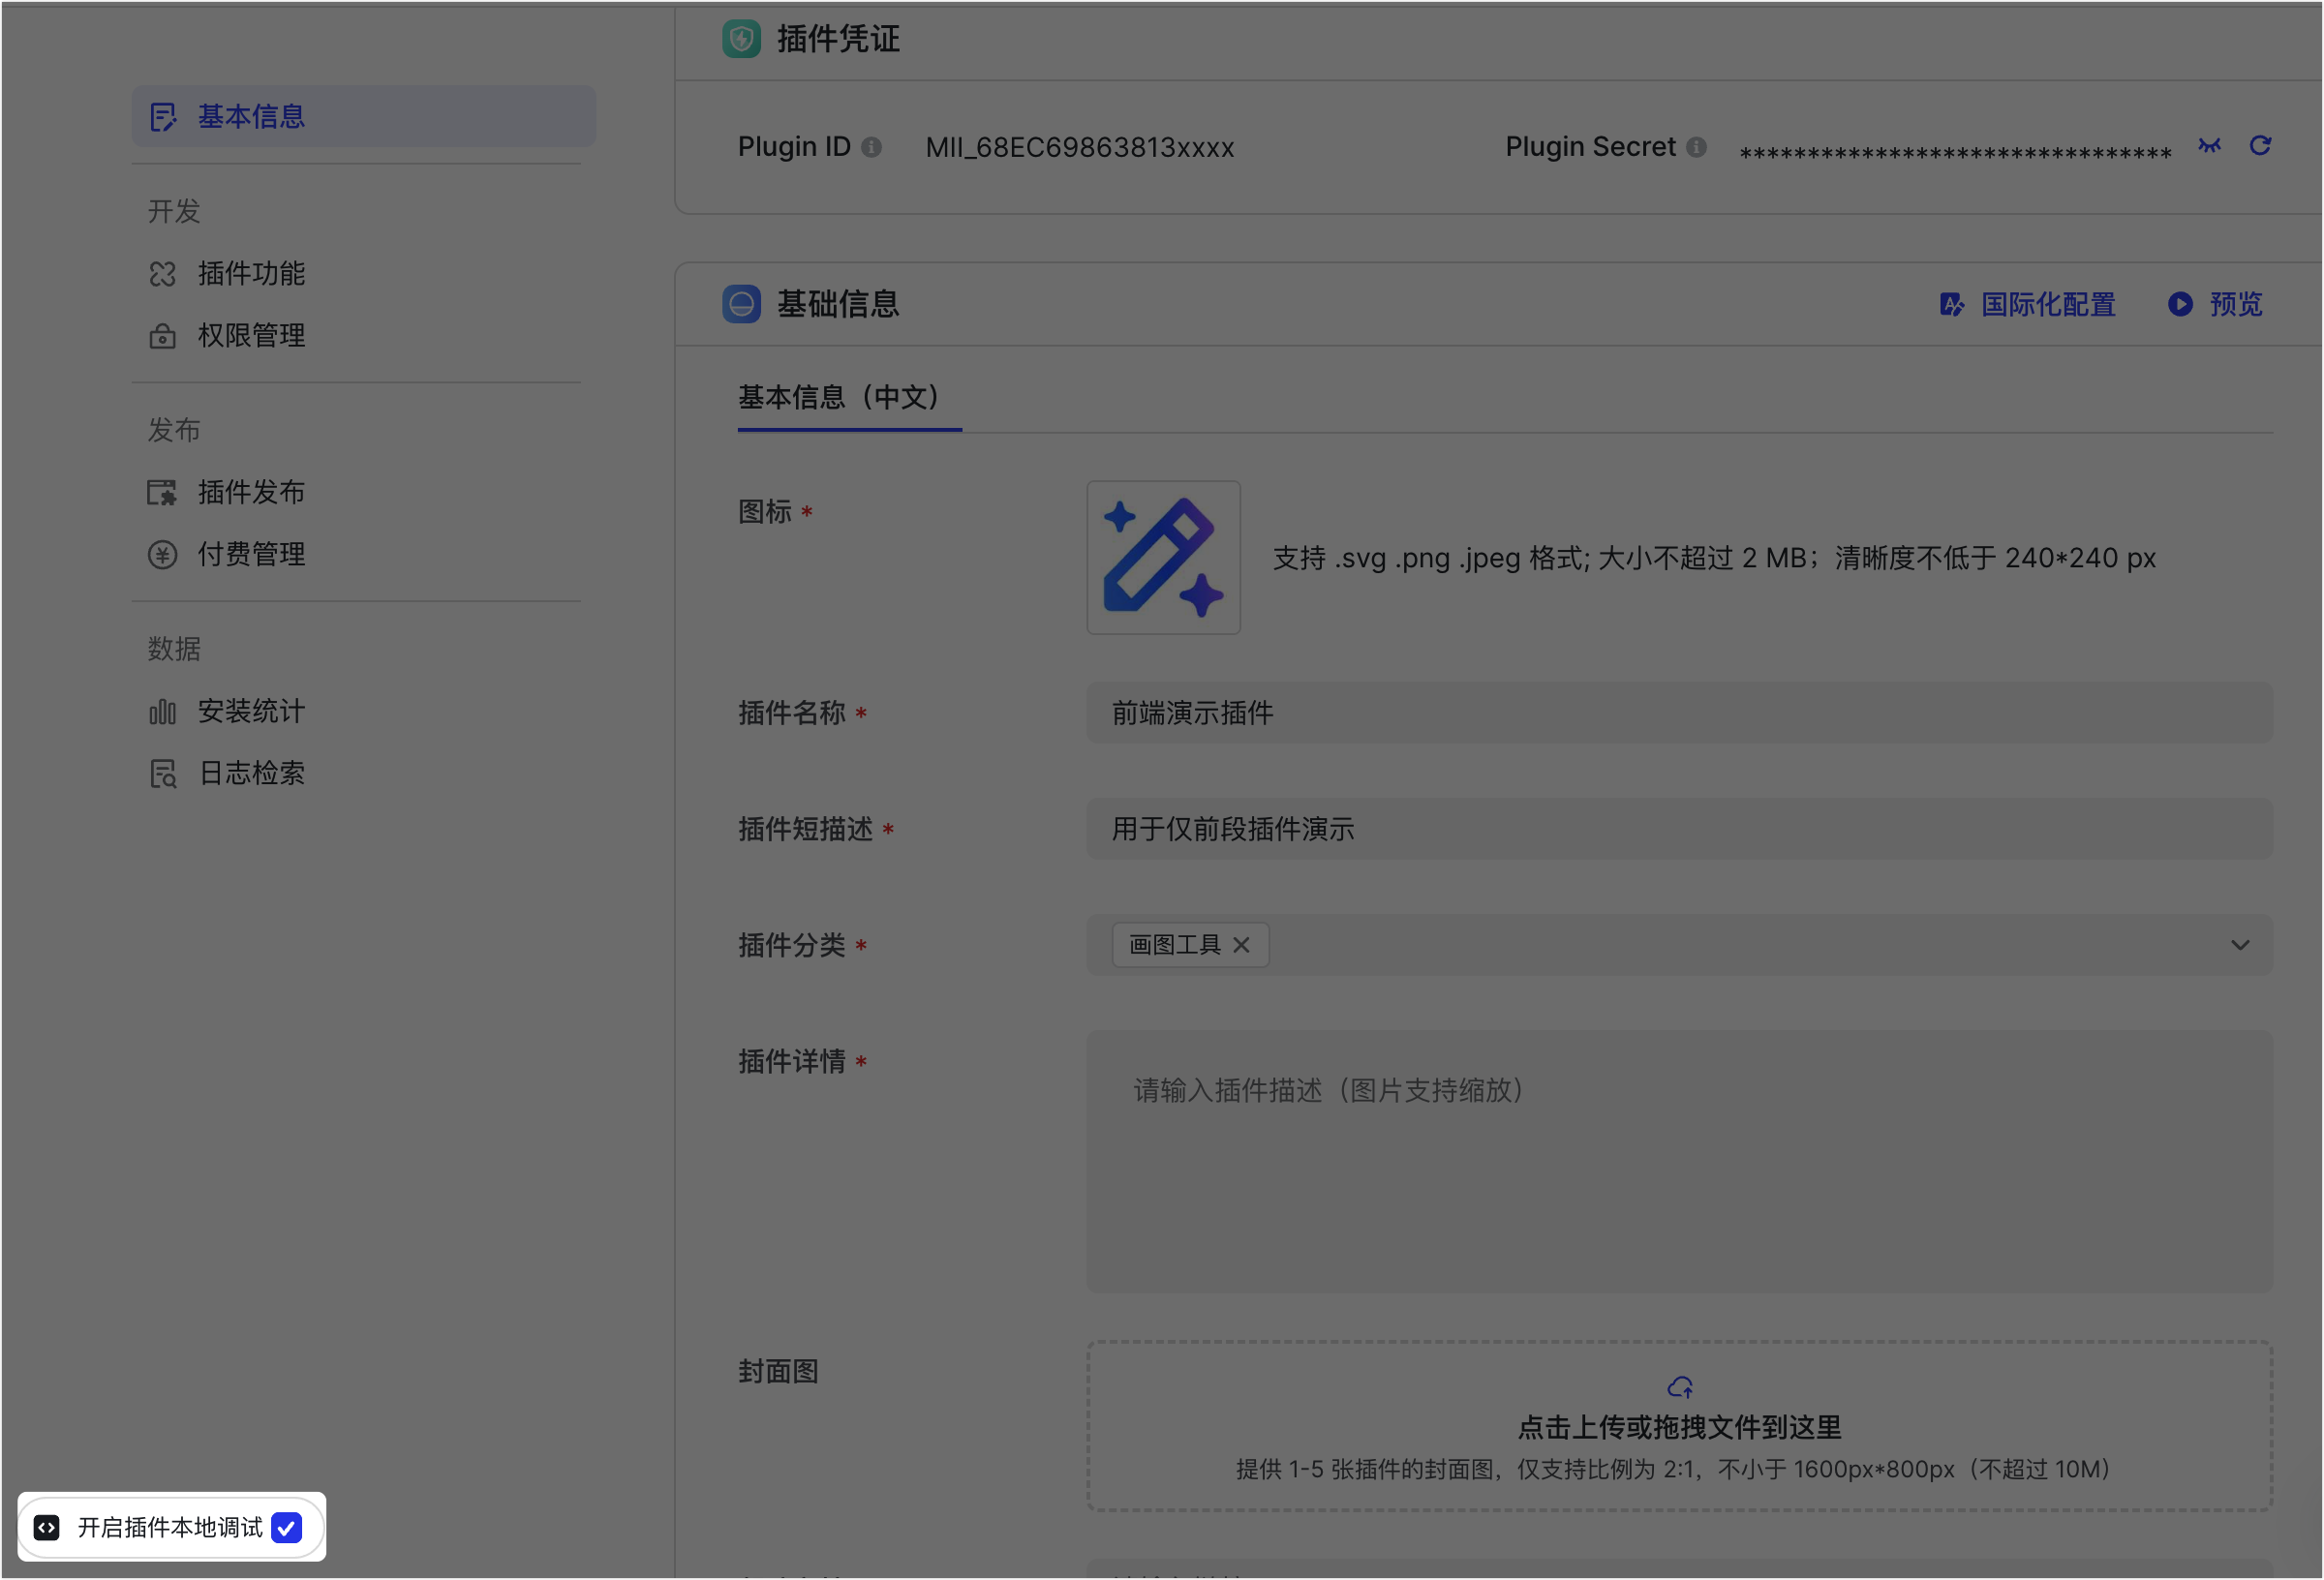 插件凭证
Plugin ID MII_68EC69863813xxxx Plugin Secret ********************************
基本信息
开发
插件功能
权限管理
发布
插件发布
付费管理
数据
安装统计
日志检索
基础信息 国际化配置 预览
基本信息（中文）
图标 *
支持 .svg .png .jpeg 格式; 大小不超过 2 MB；清晰度不低于 240*240 px
插件名称 * 前端演示插件
插件短描述 * 用于仅前段插件演示
插件分类 * 画图工具
插件详情 * 请输入插件描述（图片支持缩放）
封面图
点击上传或拖拽文件到这里
提供 1-5 张插件的封面图，仅支持比例为 2:1，不小于 1600px*800px（不超过 10M）
开启插件本地调试